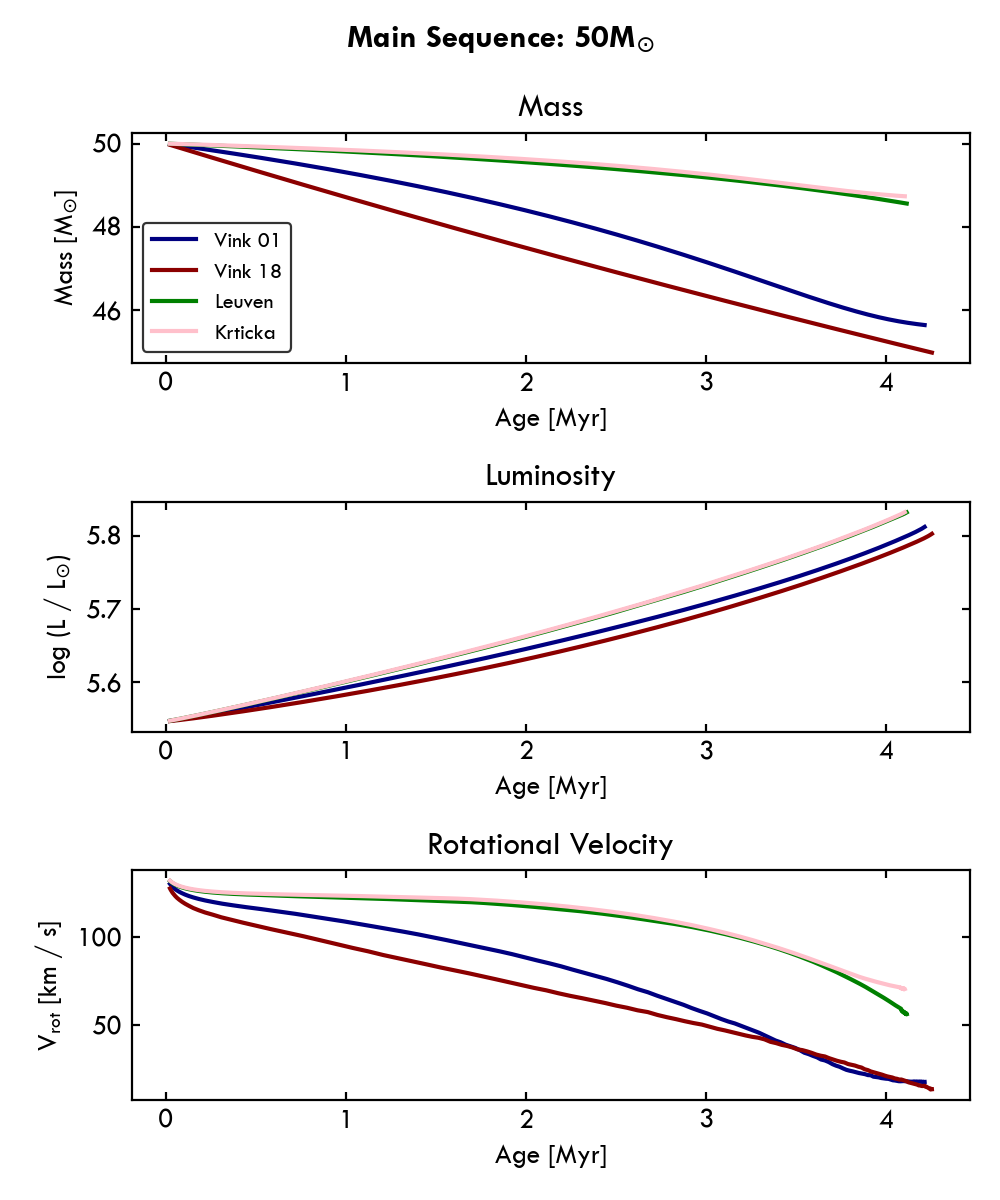 Main Sequence: 50M☉
Mass
Mass [M☉]
50
48
46
Vink 01
Vink 18
Leuven
Krticka
0 1 2 3 4
Age [Myr]
Luminosity
log (L / L☉)
5.8
5.7
5.6
0 1 2 3 4
Age [Myr]
Rotational Velocity
Vrot [km / s]
100
50
0 1 2 3 4
Age [Myr]